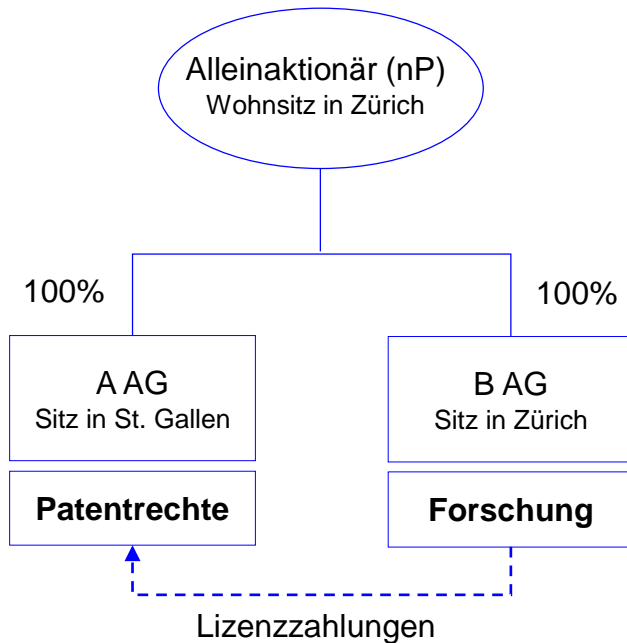 Alleinaktionär (nP)
Wohnsitz in Zürich
100%
100%
A AG
Sitz in St. Gallen
B AG
Sitz in Zürich
Patentrechte
Forschung
Lizenzzahlungen